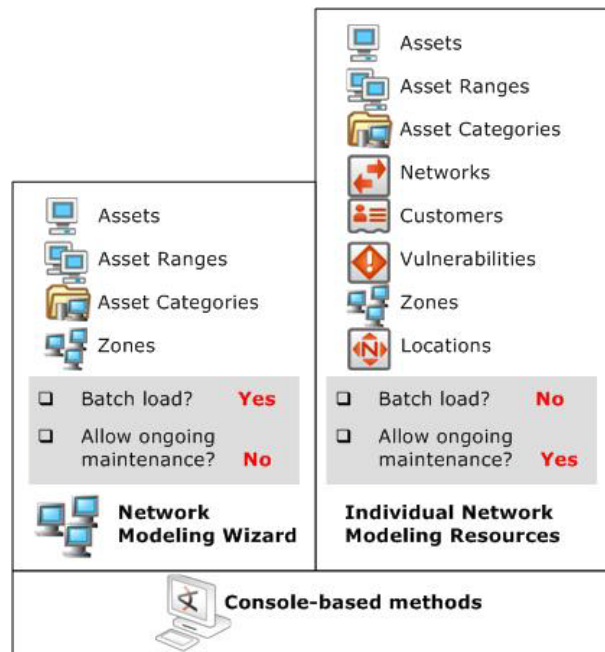 Assets
Asset Ranges
Asset Categories
Zones
Batch load? Yes
Allow ongoing
maintenance? No
Network
Modeling Wizard
Assets
Asset Ranges
Asset Categories
Networks
Customers
Vulnerabilities
Zones
Locations
Batch load? No
Allow ongoing
maintenance? Yes
Individual Network
Modeling Resources
Console-based methods